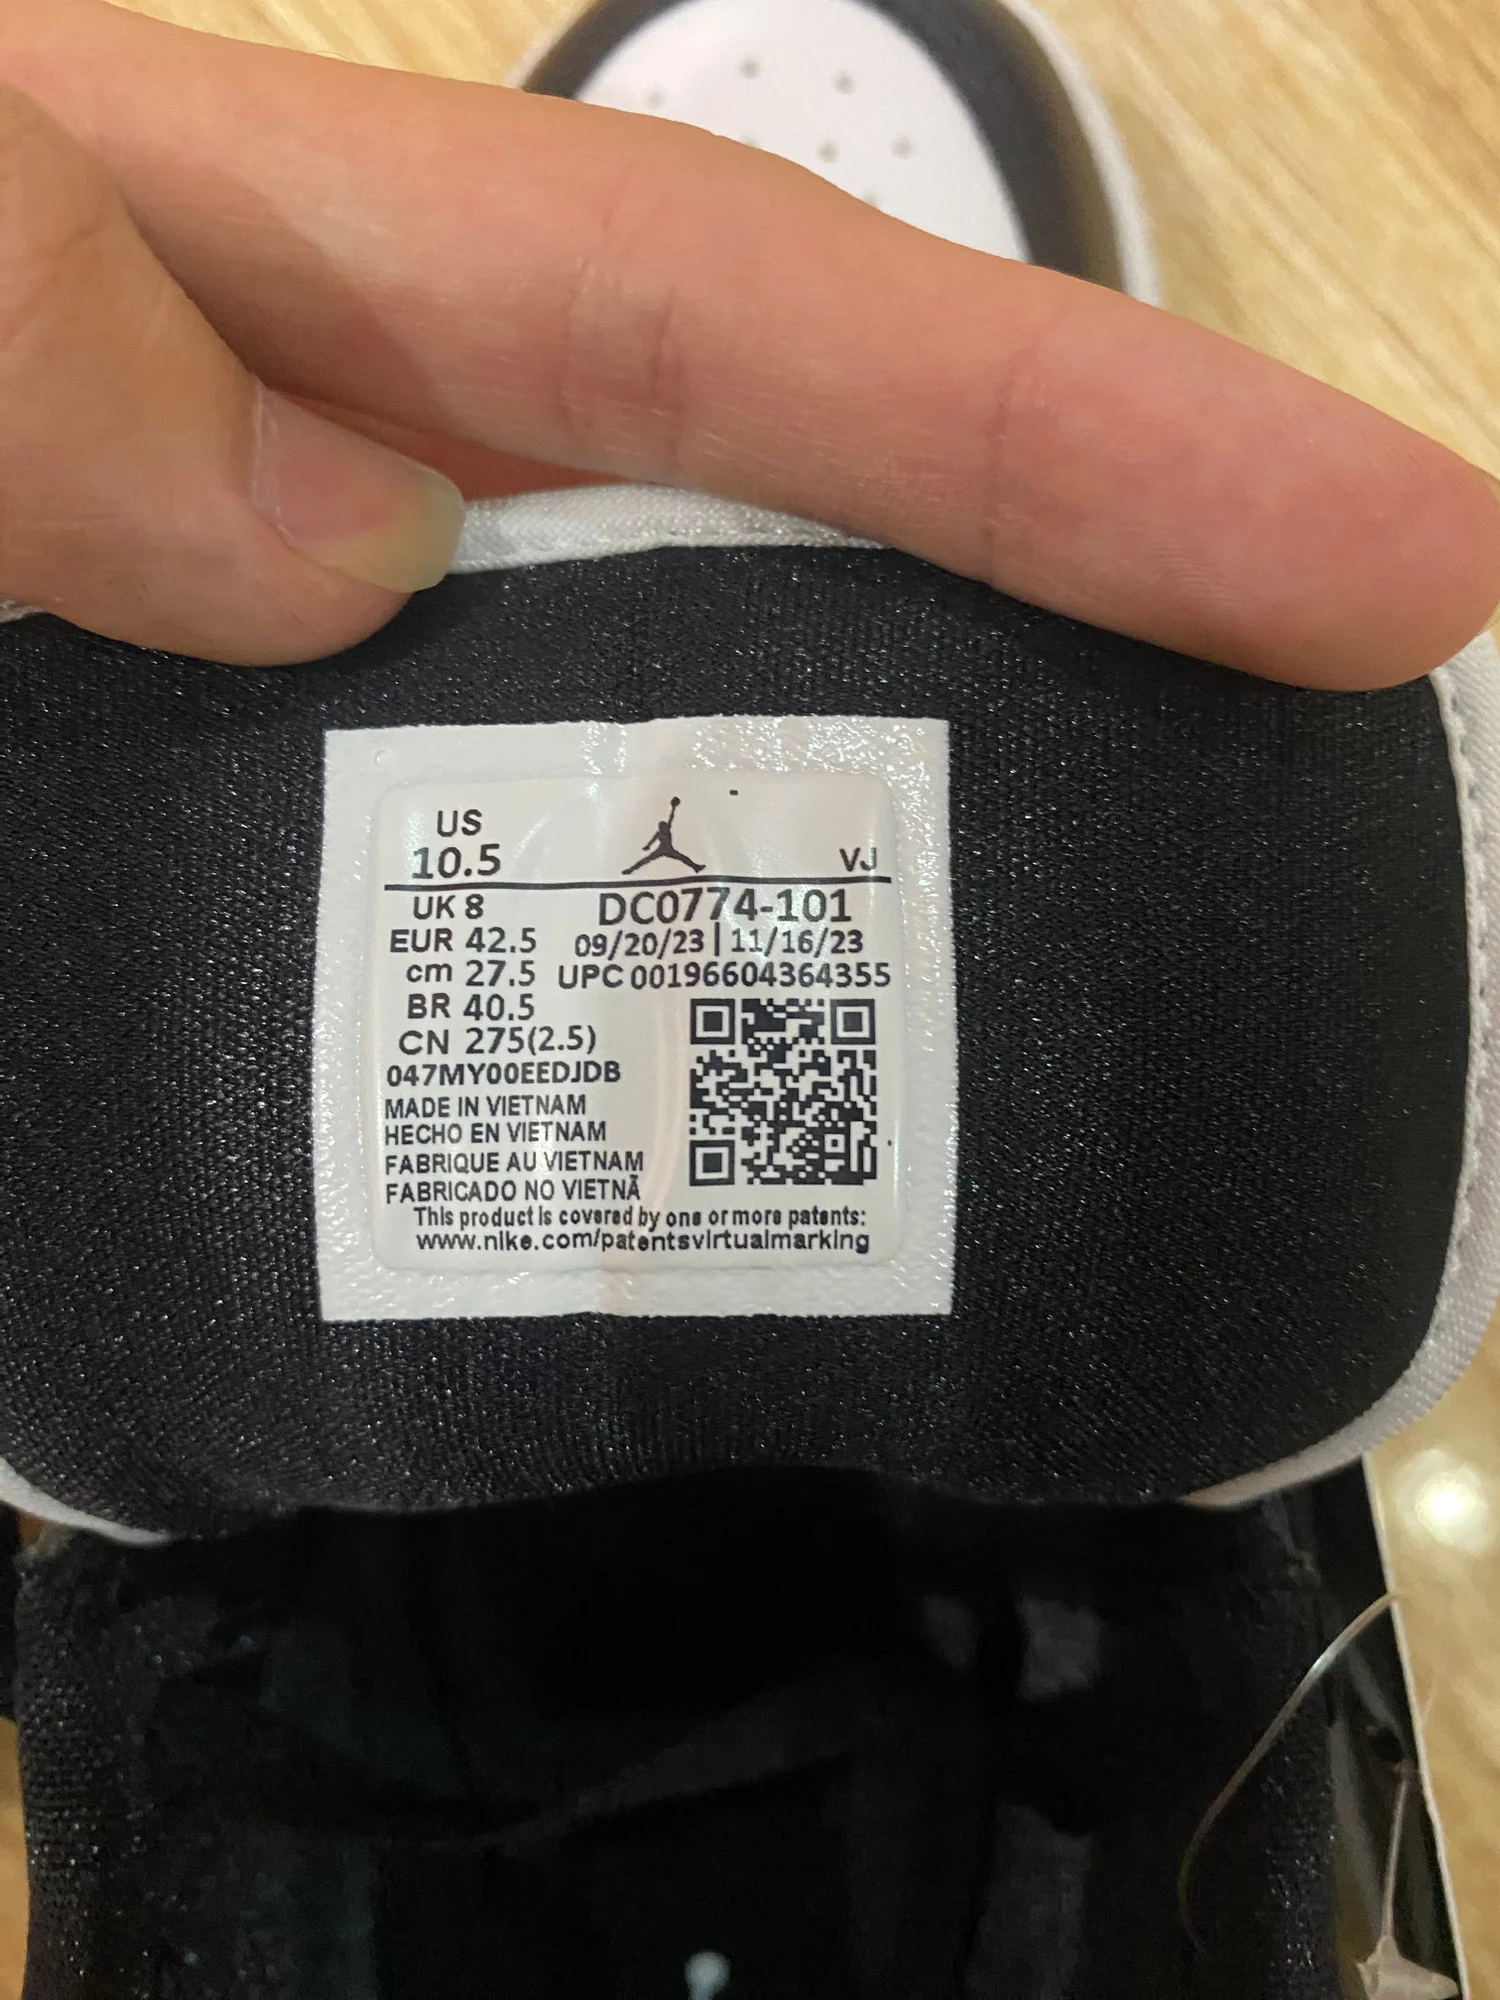 US
10.5
VJ
UK 8
DC0774-101
EUR 42.5
09/20/23 | 11/16/23
cm 27.5
UPC 00196604364355
BR 40.5
CN 275(2.5)
047MY00EEDJDB
MADE IN VIETNAM
HECHO EN VIETNAM
FABRIQUE AU VIETNAM
FABRICADO NO VIETNÃ
This product is covered by one or more patents:
www.nike.com/patentsvirtualmarking